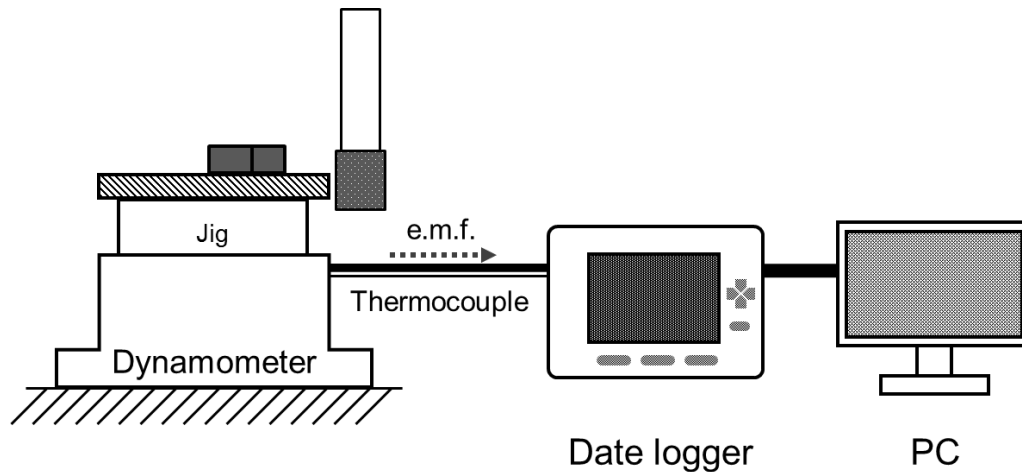 Jig
e.m.f.
Thermocouple
Dynamometer
Date logger
PC